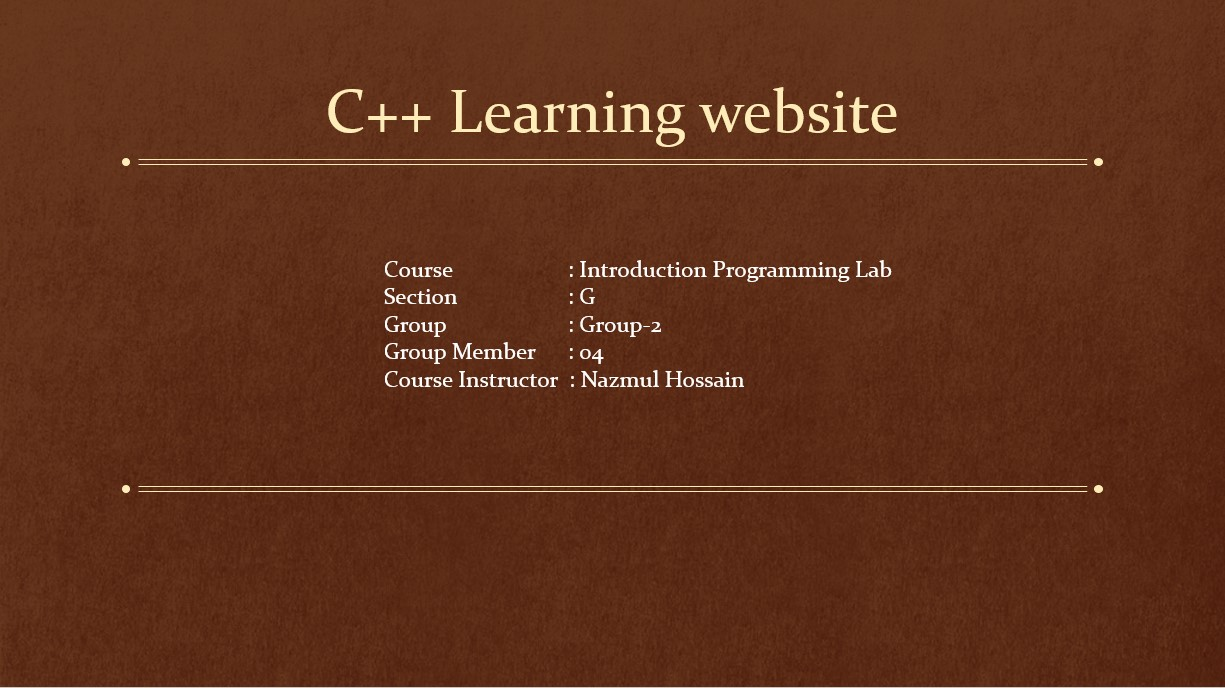 C++ Learning website
Course : Introduction Programming Lab
Section : G
Group : Group-2
Group Member : 04
Course Instructor : Nazmul Hossain